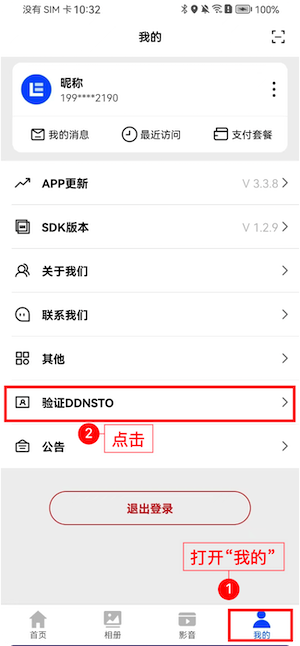 没有 SIM 卡 10:32
100%
我的
昵称
199****2190
我的消息
最近访问
支付套餐
APP更新
V 3.3.8
SDK版本
V 1.2.9
关于我们
联系我们
其他
验证DDNSTO
2 点击
公告
退出登录
打开“我的”
1
首页
相册
影音
我的